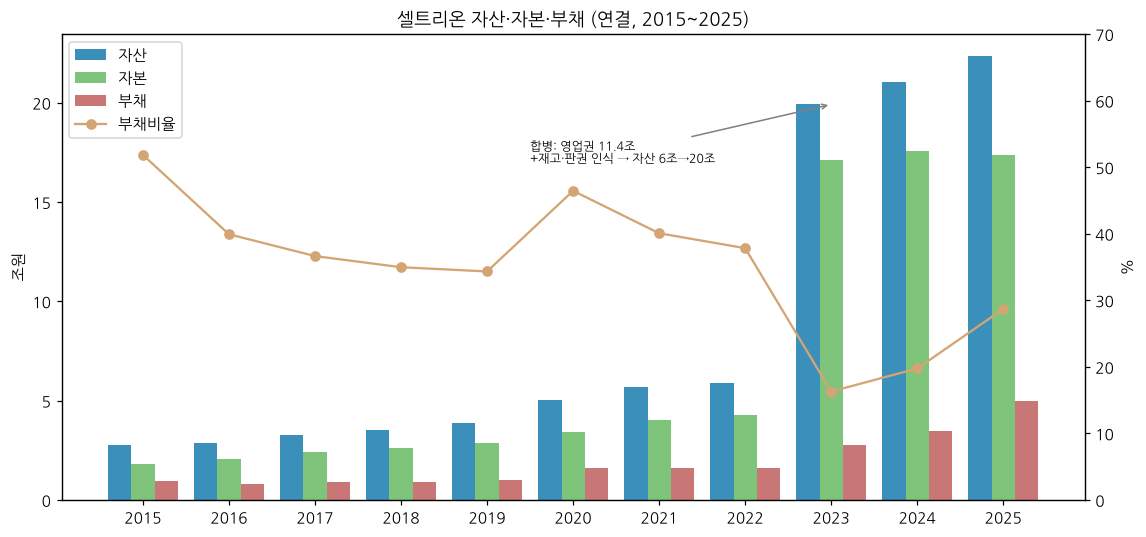 셀트리온 자산·자본·부채 (연결, 2015~2025)
자산
자본
부채
부채비율
합병: 영업권 11.4조
+재고·판권 인식 → 자산 6조→20조
조원
20
15
10
5
0
%
70
60
50
40
30
20
10
0
2015 2016 2017 2018 2019 2020 2021 2022 2023 2024 2025